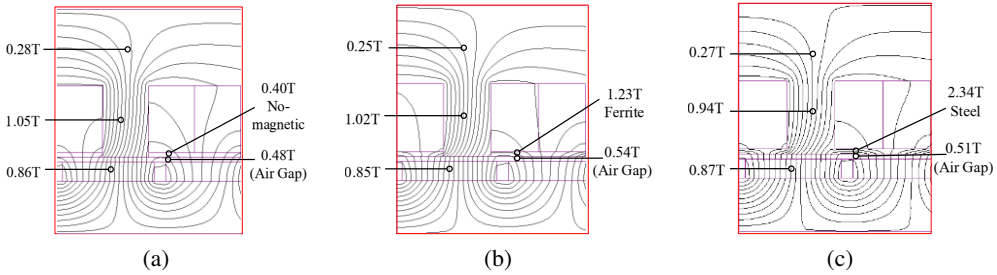 0.28T
0.40T
No-
magnetic
1.05T
0.48T
(Air Gap)
0.86T
(a)
0.25T
1.23T
Ferrite
1.02T
0.54T
(Air Gap)
0.85T
(b)
0.27T
2.34T
Steel
0.94T
0.51T
(Air Gap)
0.87T
(c)